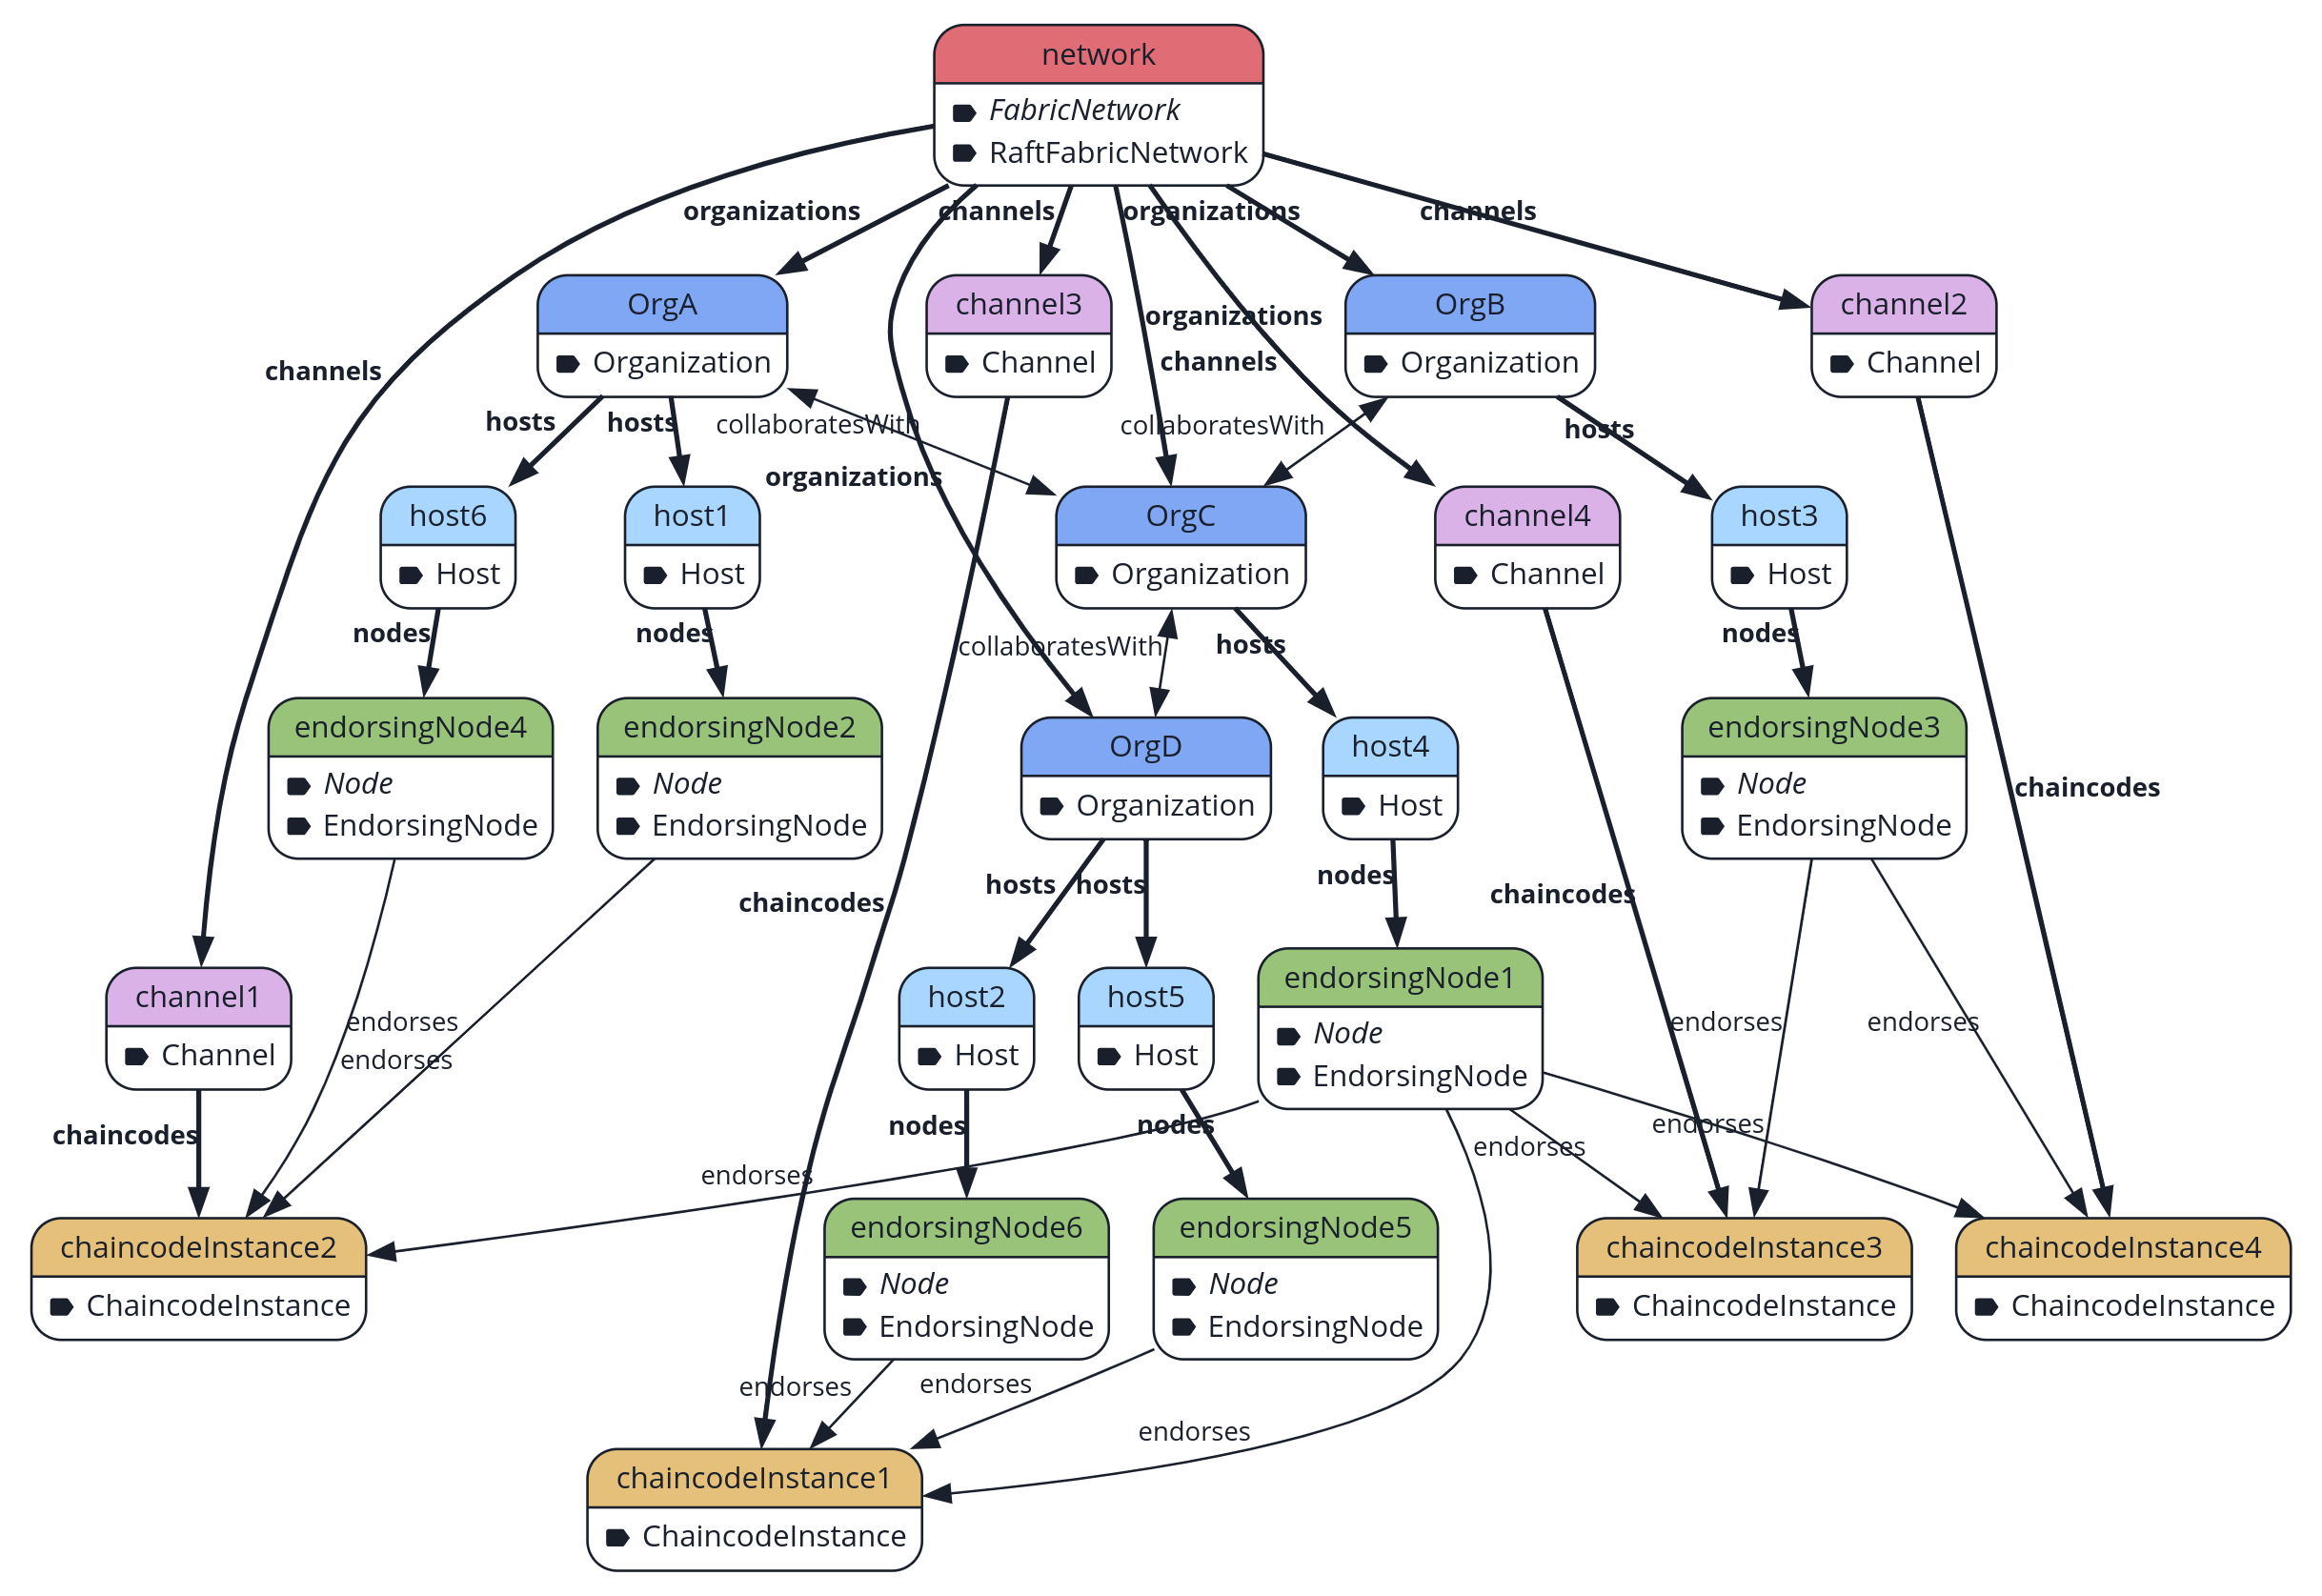 network
FabricNetwork
RaftFabricNetwork
organizations
channels
organizations
channels
OrgA
Organization
channel3
Channel
OrgB
Organization
channel2
Channel
organizations
channels
channels
hosts
hosts
collaboratesWith
collaboratesWith
hosts
organizations
host6
Host
host1
Host
OrgC
Organization
channel4
Channel
host3
Host
nodes
nodes
collaboratesWith
hosts
nodes
endorsingNode4
Node
EndorsingNode
endorsingNode2
Node
EndorsingNode
OrgD
Organization
host4
Host
endorsingNode3
Node
EndorsingNode
chaincodes
hosts
hosts
nodes
chaincodes
chaincodes
channel1
Channel
host2
Host
host5
Host
endorsingNode1
Node
EndorsingNode
endorses
endorses
endorses
endorses
chaincodes
nodes
nodes
endorses
endorses
endorses
chaincodeInstance2
ChaincodeInstance
endorsingNode6
Node
EndorsingNode
endorsingNode5
Node
EndorsingNode
chaincodeInstance3
ChaincodeInstance
chaincodeInstance4
ChaincodeInstance
endorses
endorses
endorses
chaincodeInstance1
ChaincodeInstance